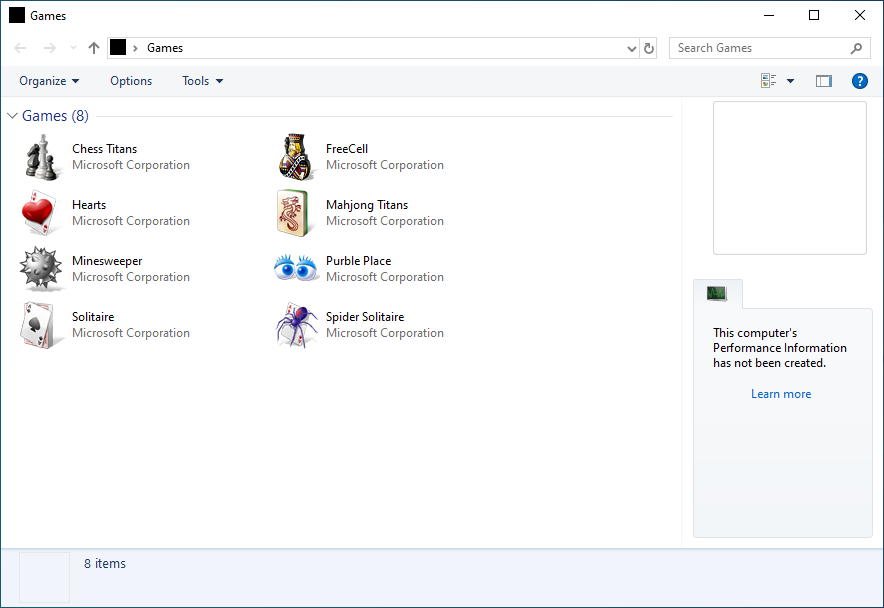 Games
Games
Search Games
Organize
Options
Tools
?
Games (8)
Chess Titans
Microsoft Corporation
FreeCell
Microsoft Corporation
Hearts
Microsoft Corporation
Mahjong Titans
Microsoft Corporation
Minesweeper
Microsoft Corporation
Purble Place
Microsoft Corporation
Solitaire
Microsoft Corporation
Spider Solitaire
Microsoft Corporation
This computer's
Performance Information
has not been created.
Learn more
8 items